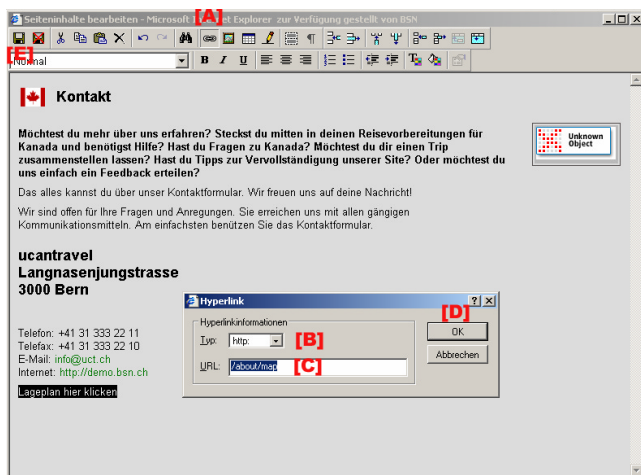 [A]
Seiteninhalte bearbeiten - Microsoft Internet Explorer zur Verfügung gestellt von BSN
[E]
Normal
B I U
Kontakt
Möchtest du mehr über uns erfahren? Steckst du mitten in deinen Reisevorbereitungen für
Kanada und benötigst Hilfe? Hast du Fragen zu Kanada? Möchtest du dir einen Trip
zusammenstellen lassen? Hast du Tipps zur Vervollständigung unserer Site? Oder möchtest du
uns einfach ein Feedback erteilen?
Unknown
Object
Das alles kannst du über unser Kontaktformular. Wir freuen uns auf deine Nachricht!
Wir sind offen für Ihre Fragen und Anregungen. Sie erreichen uns mit allen gängigen
Kommunikationsmitteln. Am einfachsten benützen Sie das Kontaktformular.
ucantravel
Langnasenjungstrasse
3000 Bern
Telefon: +41 31 333 22 11
Telefax: +41 31 333 22 10
E-Mail: info@uct.ch
Internet: http://demo.bsn.ch
Lageplan hier klicken
Hyperlink
Hyperlinkinformationen
Typ: http: [B]
URL: /about/map [C]
[D]
OK
Abbrechen